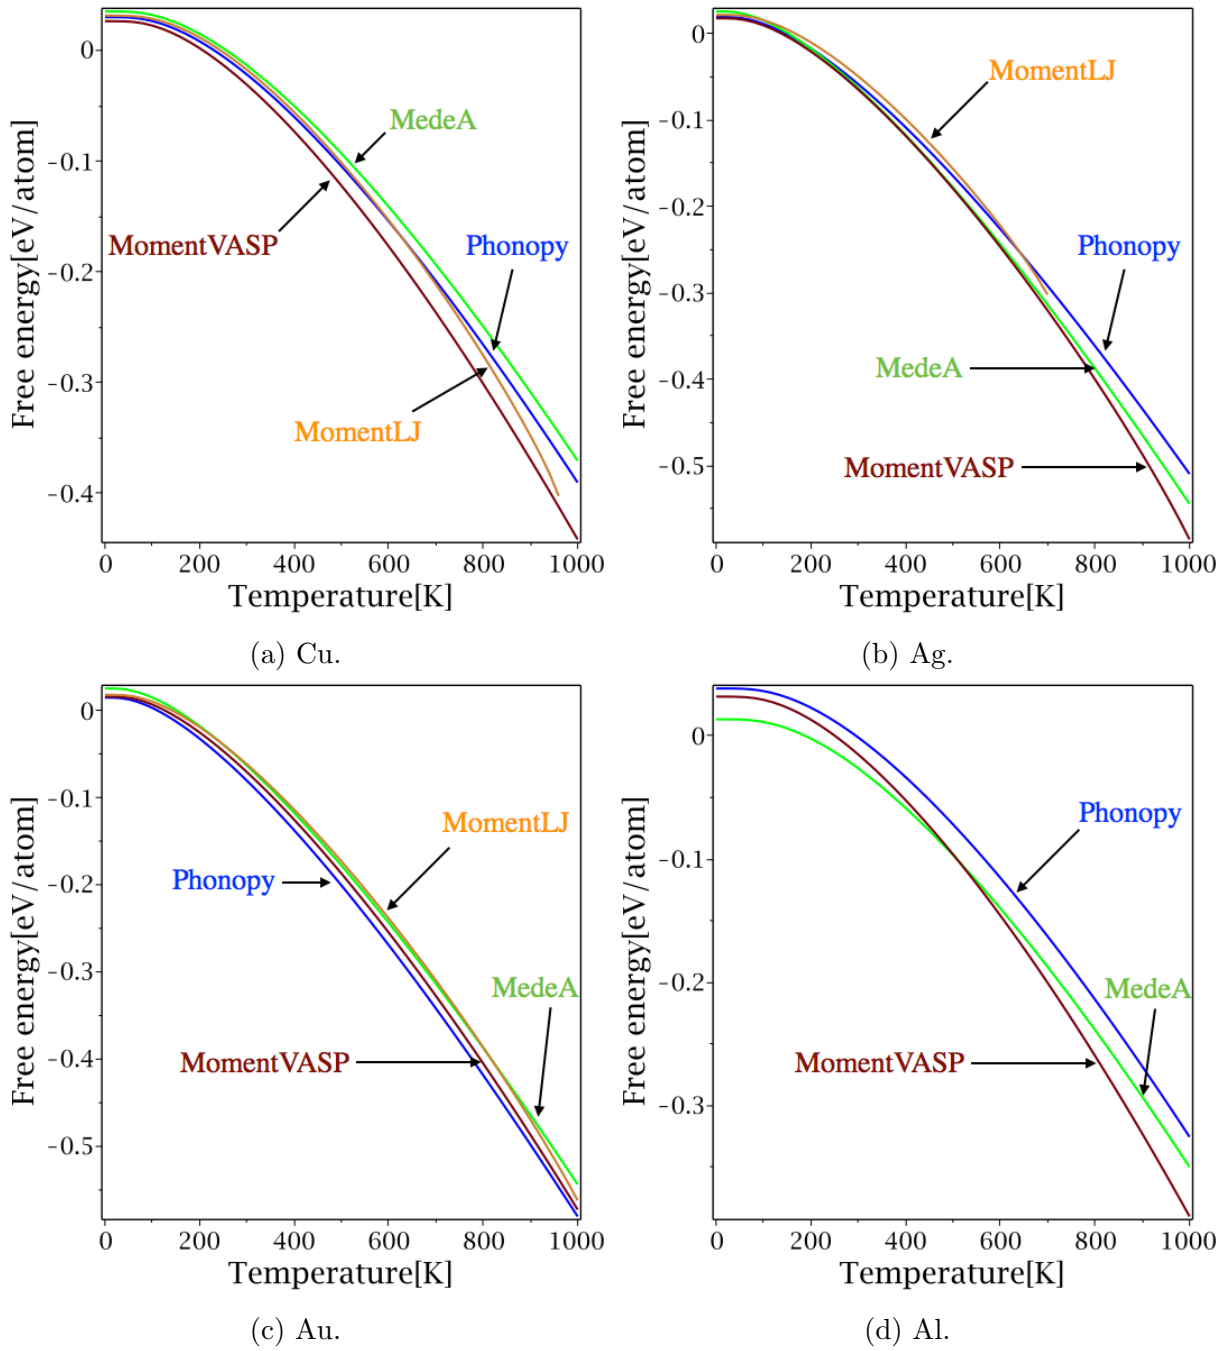 0
-0.1
-0.2
-0.3
-0.4
Free energy[eV/atom]
MedeA
MomentVASP
Phonopy
MomentLJ
0 200 400 600 800 1000
Temperature[K]
(a) Cu.
0
-0.1
-0.2
-0.3
-0.4
-0.5
Free energy[eV/atom]
MomentLJ
Phonopy
MedeA
MomentVASP
0 200 400 600 800 1000
Temperature[K]
(b) Ag.
0
-0.1
-0.2
-0.3
-0.4
-0.5
Free energy[eV/atom]
MomentLJ
Phonopy
MedeA
MomentVASP
0 200 400 600 800 1000
Temperature[K]
(c) Au.
0
-0.1
-0.2
-0.3
Free energy[eV/atom]
Phonopy
MedeA
MomentVASP
0 200 400 600 800 1000
Temperature[K]
(d) Al.